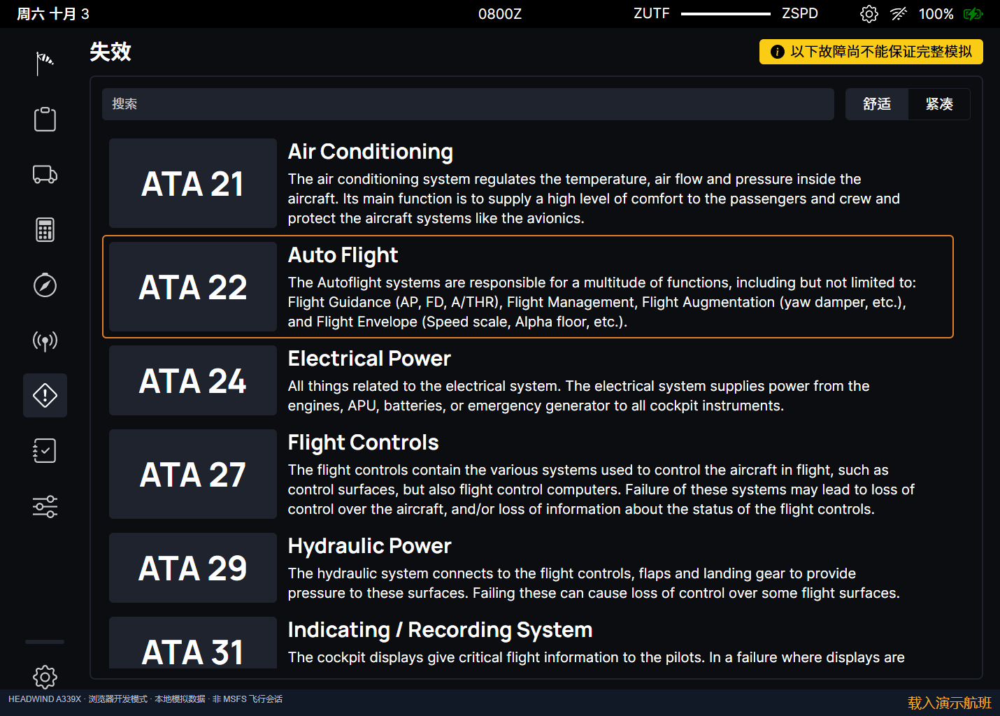 周六 十月 3
0800Z
ZUTF
ZSPD
100%
失效
以下故障尚不能保证完整模拟
搜索
舒适
紧凑
ATA 21
Air Conditioning
The air conditioning system regulates the temperature, air flow and pressure inside the
aircraft. Its main function is to supply a high level of comfort to the passengers and crew and
protect the aircraft systems like the avionics.
ATA 22
Auto Flight
The Autoflight systems are responsible for a multitude of functions, including but not limited to:
Flight Guidance (AP, FD, A/THR), Flight Management, Flight Augmentation (yaw damper, etc.),
and Flight Envelope (Speed scale, Alpha floor, etc.).
ATA 24
Electrical Power
All things related to the electrical system. The electrical system supplies power from the
engines, APU, batteries, or emergency generator to all cockpit instruments.
ATA 27
Flight Controls
The flight controls contain the various systems used to control the aircraft in flight, such as
control surfaces, but also flight control computers. Failure of these systems may lead to loss of
control over the aircraft, and/or loss of information about the status of the flight controls.
ATA 29
Hydraulic Power
The hydraulic system connects to the flight controls, flaps and landing gear to provide
pressure to these surfaces. Failing these can cause loss of control over some flight surfaces.
ATA 31
Indicating / Recording System
The cockpit displays give critical flight information to the pilots. In a failure where displays are
HEADWIND A339X · 浏览器开发模式 · 本地模拟数据 · 非 MSFS 飞行会话
载入演示航班